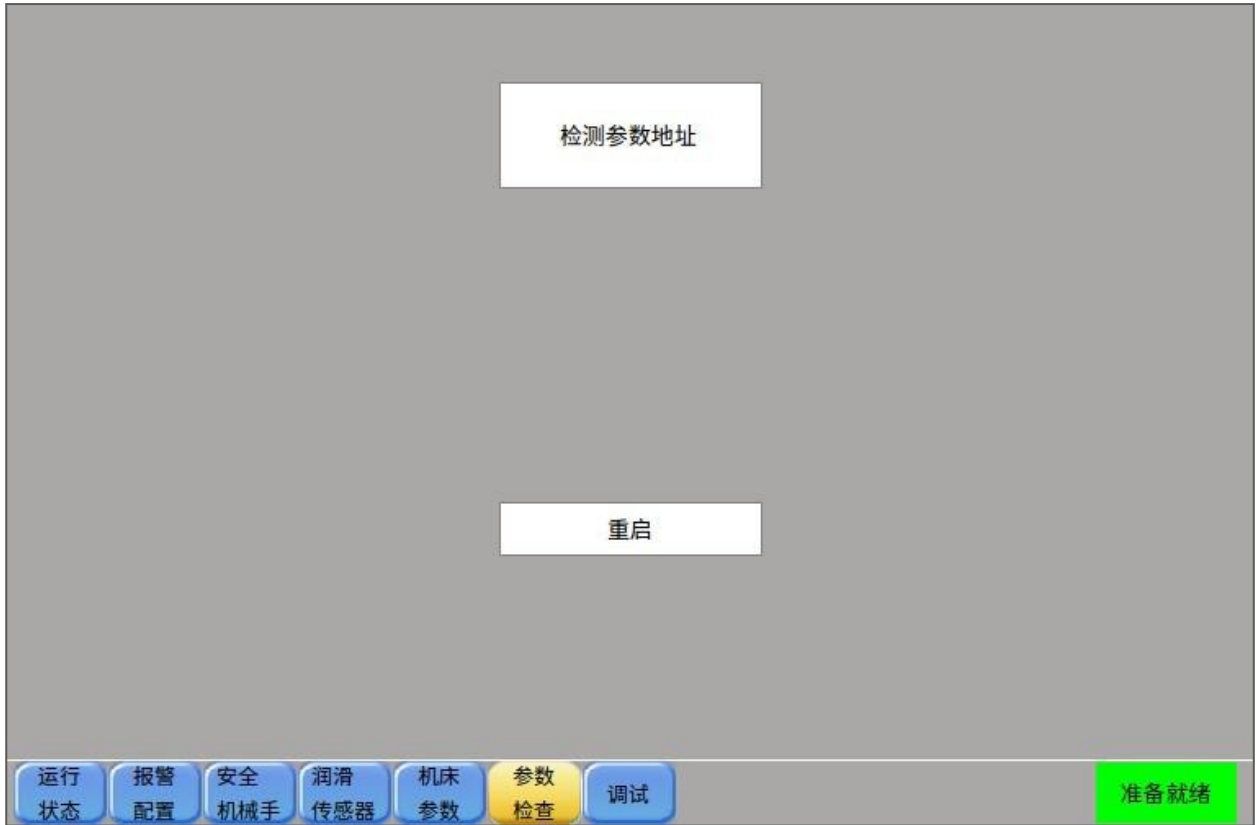 检测参数地址
重启
运行
状态
报警
配置
安全
机械手
润滑
传感器
机床
参数
参数
检查
调试
准备就绪